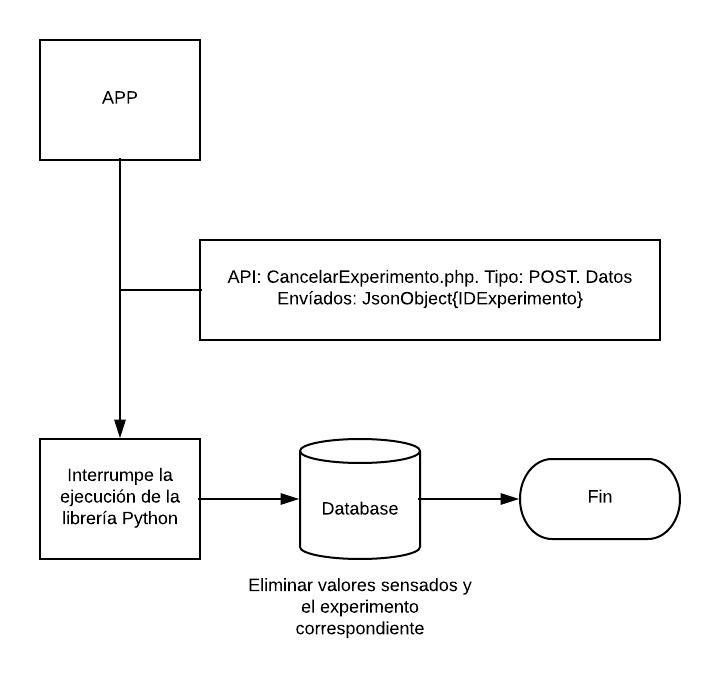 APP
API: CancelarExperimento.php. Tipo: POST. Datos
Envíados: JsonObject{IDExperimento}
Interrumpe la
ejecución de la
librería Python
Database
Fin
Eliminar valores sensados y
el experimento
correspondiente